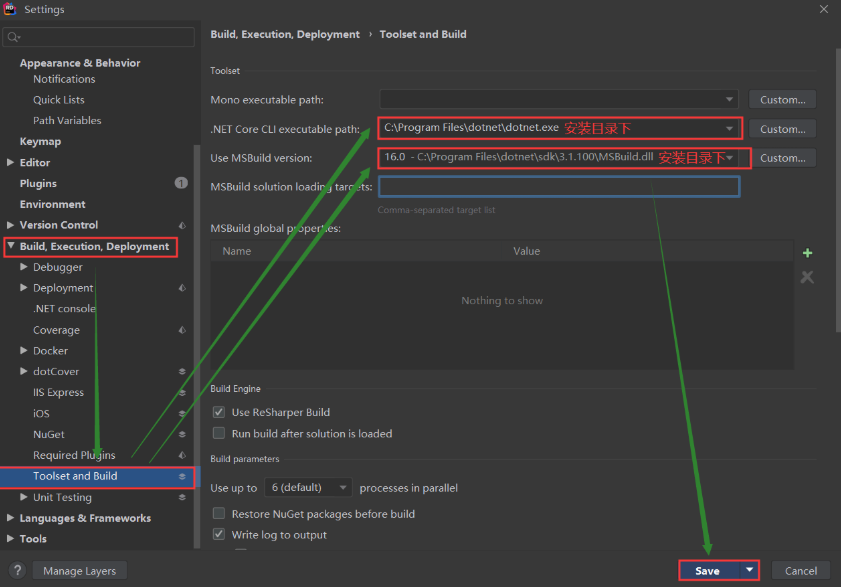 Settings
Appearance & Behavior
Notifications
Quick Lists
Path Variables
Keymap
Editor
Plugins
1
Environment
Version Control
Build, Execution, Deployment
Debugger
Deployment
.NET console
Coverage
Docker
dotCover
IIS Express
iOS
NuGet
Required Plugins
Toolset and Build
Unit Testing
Languages & Frameworks
Tools
Build, Execution, Deployment › Toolset and Build
Toolset
Mono executable path:
Custom...
.NET Core CLI executable path: C:\Program Files\dotnet\dotnet.exe 安装目录下
Custom...
Use MSBuild version: 16.0 - C:\Program Files\dotnet\sdk\3.1.100\MSBuild.dll 安装目录下
Custom...
MSBuild solution loading targets:
Comma-separated target list
MSBuild global properties:
Name Value
Nothing to show
Build Engine
Use ReSharper Build
Run build after solution is loaded
Build parameters
Use up to 6 (default) processes in parallel
Restore NuGet packages before build
Write log to output
? Manage Layers
Save
Cancel